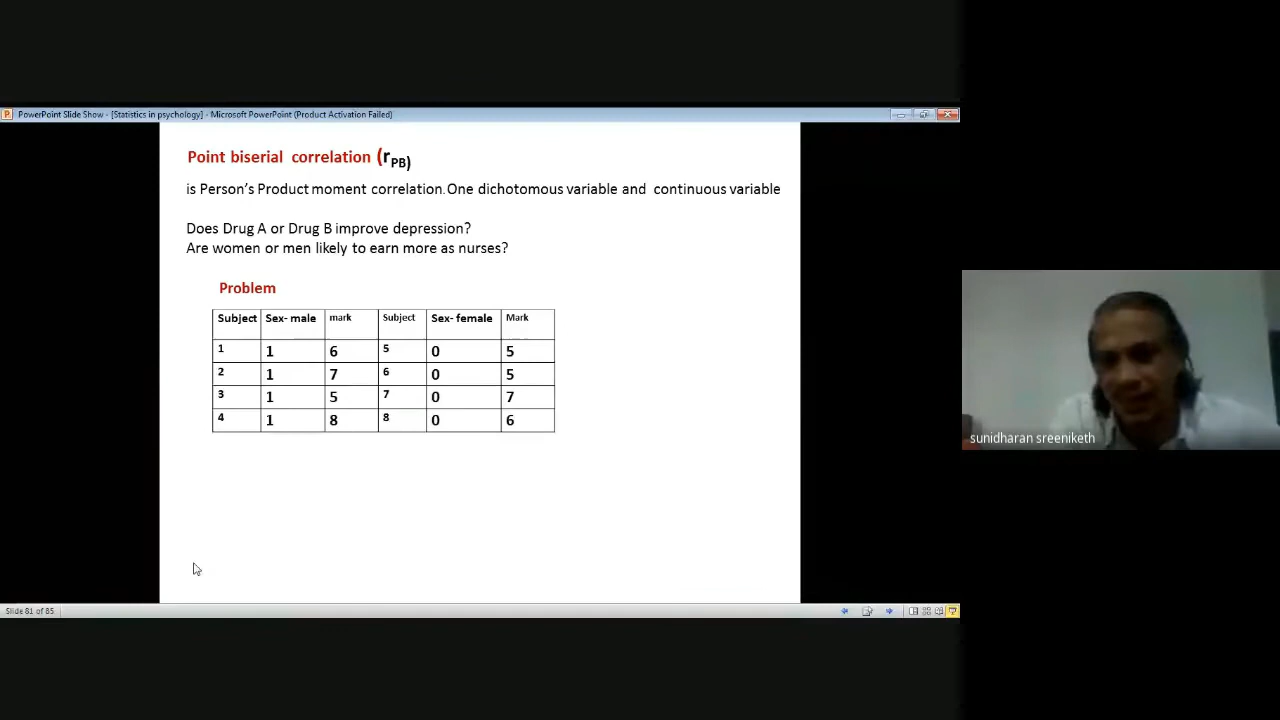 PowerPoint Slide Show - [Statistics in psychology] - Microsoft PowerPoint (Product Activation Failed)
Point biserial correlation (rPB)
is Person's Product moment correlation. One dichotomous variable and continuous variable
Does Drug A or Drug B improve depression?
Are women or men likely to earn more as nurses?
Problem
Subject Sex- male mark Subject Sex- female Mark
1 1 6 5 0 5
2 1 7 6 0 5
3 1 5 7 0 7
4 1 8 8 0 6
sunidharan sreeniketh
Slide 81 of 85